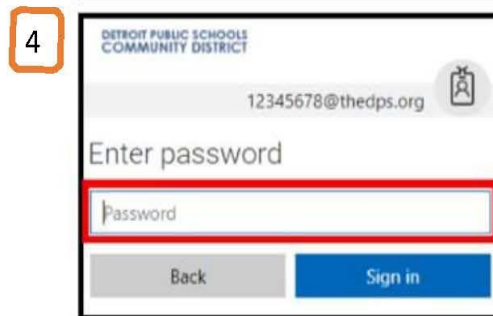 4
DETROIT PUBLIC SCHOOLS
COMMUNITY DISTRICT
12345678@thedps.org
Enter password
Password
Back
Sign in